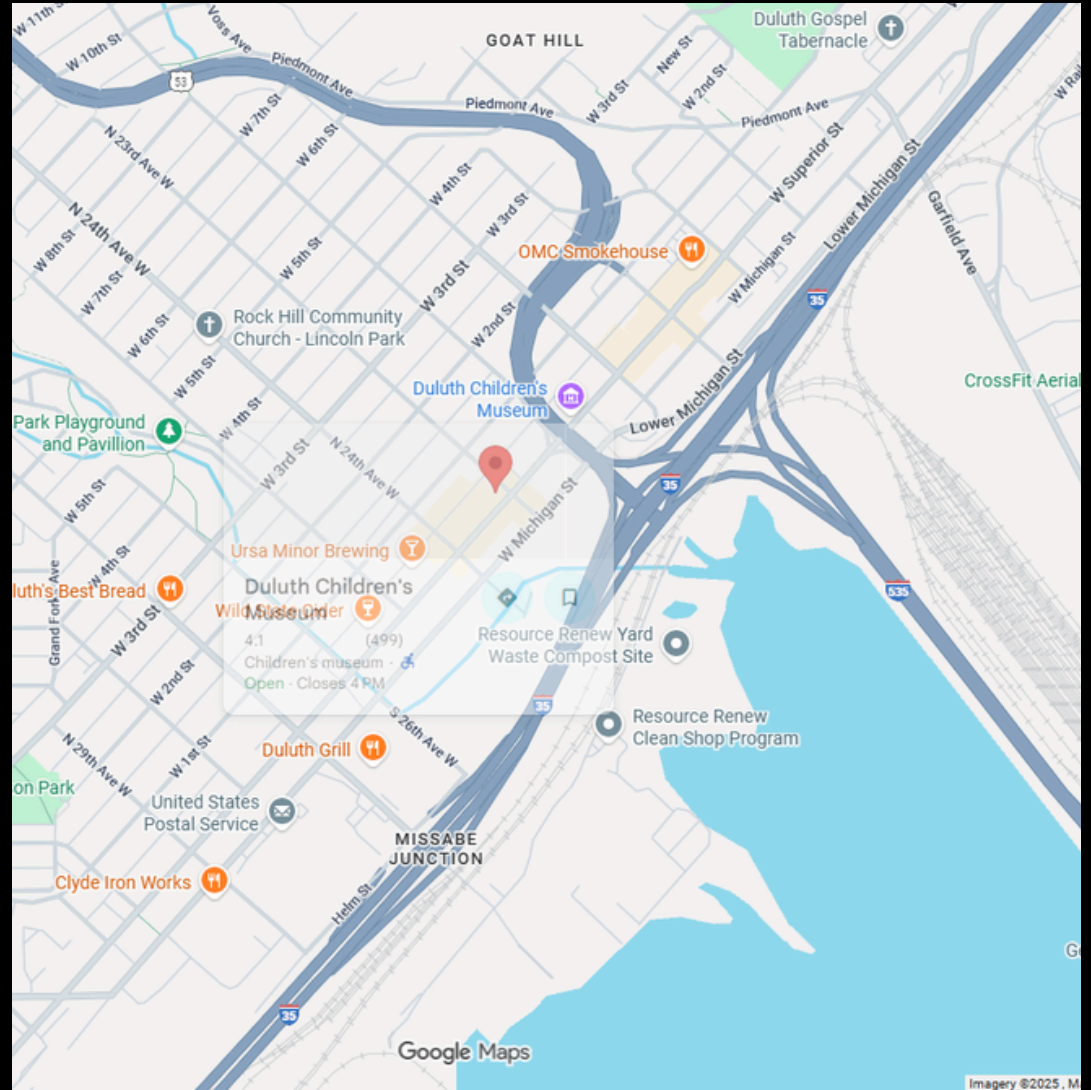 W 11th St
Voss Ave
Duluth Gospel
Tabernacle
W 10th St
GOAT HILL
New St
53
Piedmont Ave
W 2nd St
W 3rd St
Piedmont Ave
Piedmont Ave
W 7th St
W 6th St
N 23rd Ave W
W Superior St
Lower Michigan St
W 4th St
W 3rd St
Garfield Ave
N 24th Ave W
W 8th St
W 5th St
OMC Smokehouse
W Michigan St
W 7th St
W 3rd St
35
Rock Hill Community
Church - Lincoln Park
W 2nd St
W 6th St
W 5th St
Lower Michigan St
CrossFit Aerial
Duluth Children's
Museum
W 4th St
Park Playground
and Pavillion
W 3rd St
N 24th Ave W
35
W 5th St
W Michigan St
Ursa Minor Brewing
W 4th St
Grand Fork Ave
luth's Best Bread
535
Duluth Children's
Museum
Wild State Cider
W 3rd St
4.1 (499)
Children's museum ·
Open · Closes 4 PM
Resource Renew Yard
Waste Compost Site
W 2nd St
35
S 26th Ave W
Resource Renew
Clean Shop Program
Duluth Grill
N 29th Ave W
W 1st St
on Park
United States
Postal Service
MISSABE
JUNCTION
Clyde Iron Works
Helm St
35
Google Maps
Imagery ©2025 , M